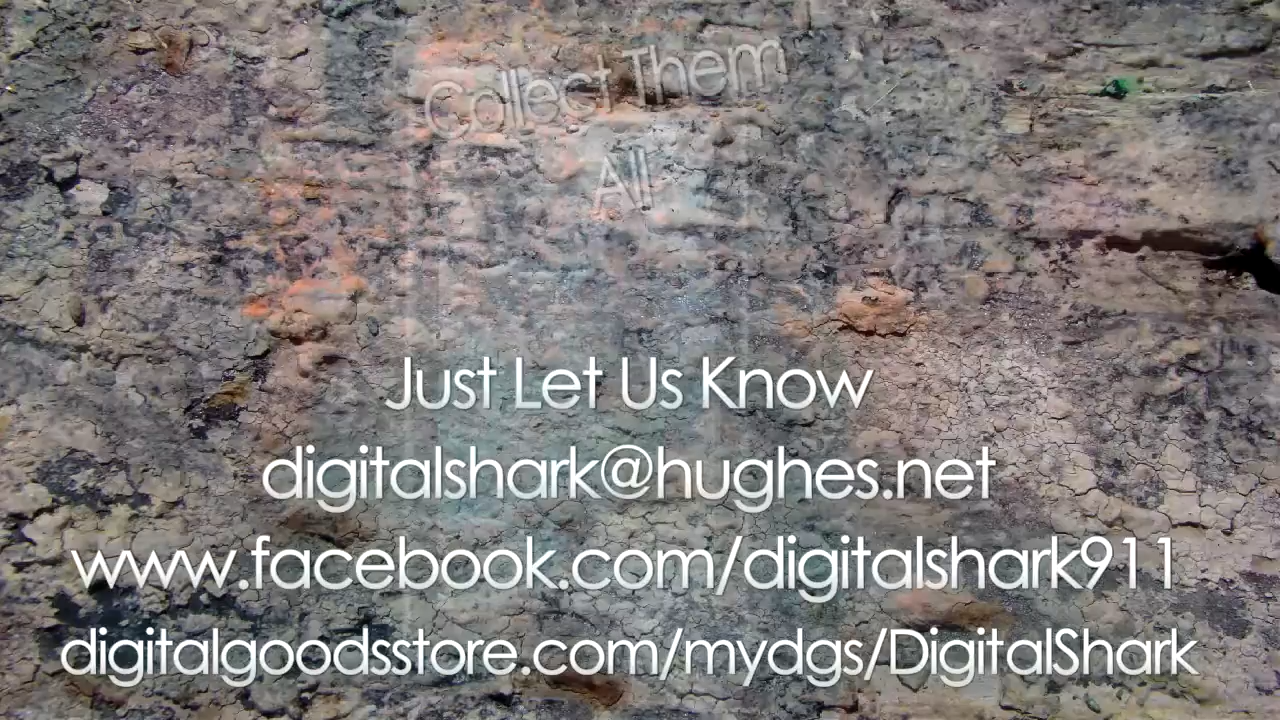 Collect Them
All
Just Let Us Know
digitalshark@hughes.net
www.facebook.com/digitalshark911
digitalgoodsstore.com/mydgs/DigitalShark